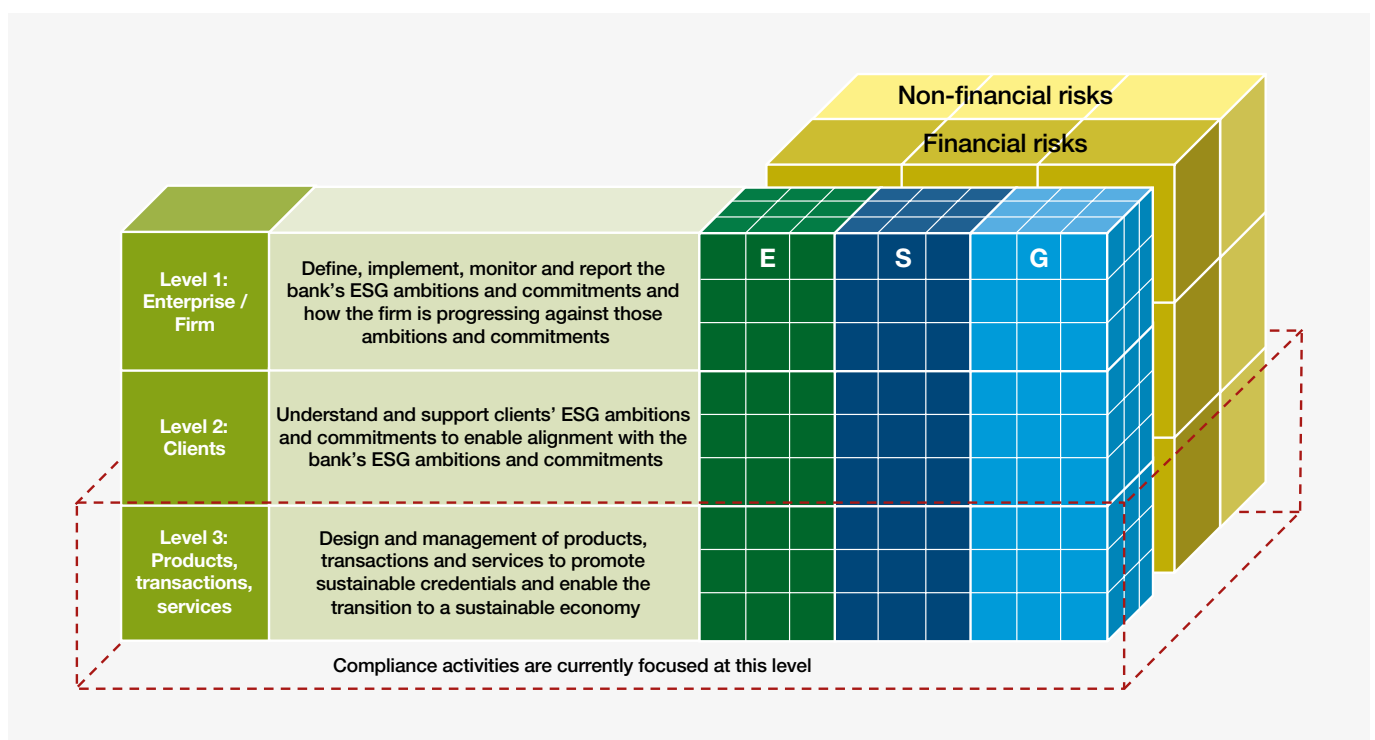 Non-financial risks
Financial risks
E
S
G
Level 1:
Enterprise /
Firm
Define, implement, monitor and report the
bank’s ESG ambitions and commitments and
how the firm is progressing against those
ambitions and commitments
Level 2:
Clients
Understand and support clients’ ESG ambitions
and commitments to enable alignment with the
bank’s ESG ambitions and commitments
Level 3:
Products,
transactions,
services
Design and management of products,
transactions and services to promote
sustainable credentials and enable the
transition to a sustainable economy
Compliance activities are currently focused at this level